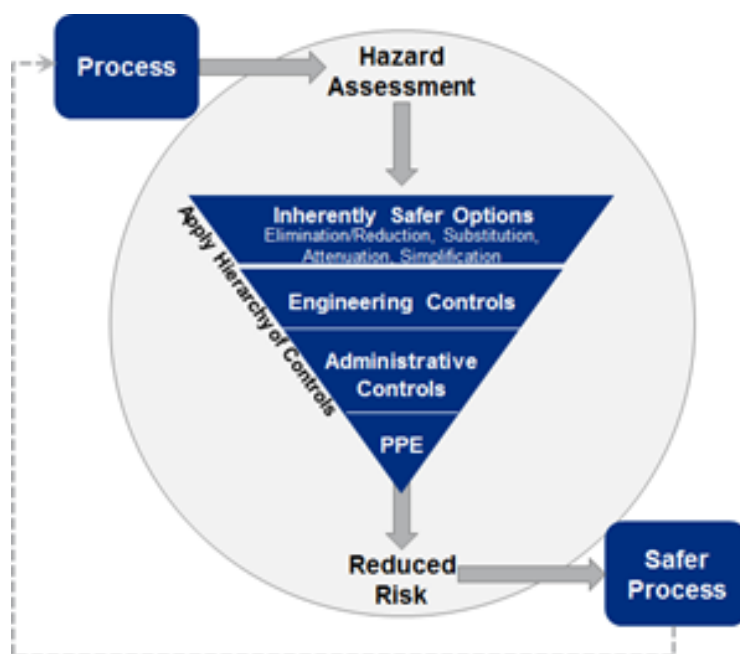 Process
Hazard
Assessment
Apply Hierarchy of Controls
Inherently Safer Options
Elimination/Reduction, Substitution,
Attenuation, Simplification
Engineering Controls
Administrative
Controls
PPE
Reduced
Risk
Safer
Process